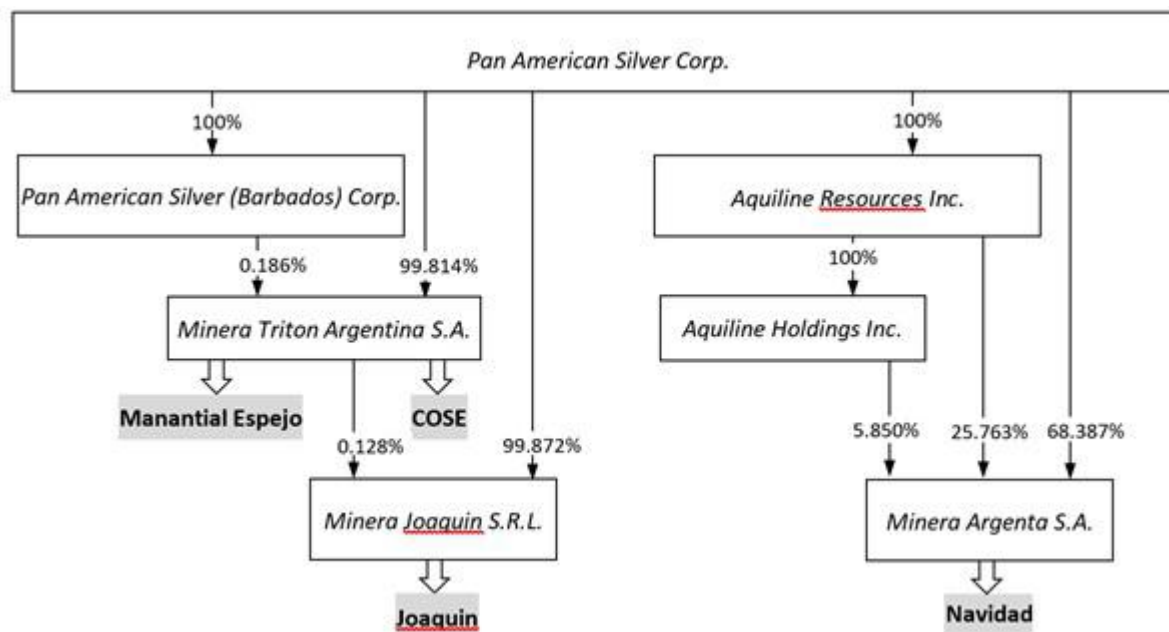 Pan American Silver Corp.
100%
100%
Pan American Silver (Barbados) Corp.
Aquiline Resources Inc.
0.186%
99.814%
100%
Minera Triton Argentina S.A.
Aquiline Holdings Inc.
Manantial Espejo
COSE
0.128%
99.872%
5.850%
25.763%
68.387%
Minera Joaquin S.R.L.
Minera Argenta S.A.
Joaquin
Navidad